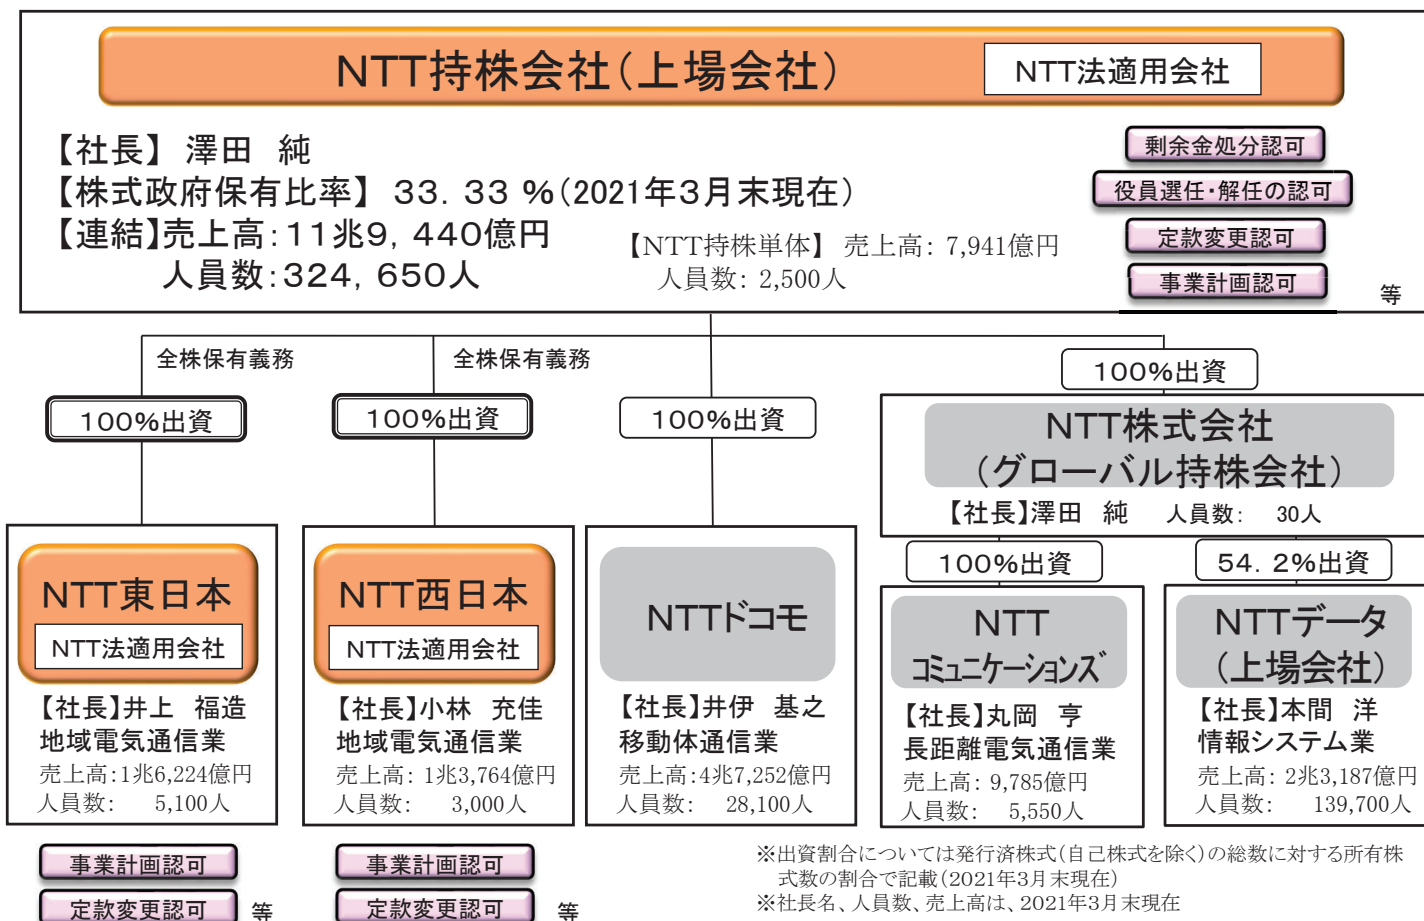 NTT持株会社(上場会社)
NTT法適用会社
【社長】 澤田 純
【株式政府保有比率】 33. 33 %(2021年3月末現在)
【連結】売上高:11兆9, 440億円
人員数:324, 650人
【NTT持株単体】 売上高: 7,941億円
人員数: 2,500人
剰余金処分認可
役員選任・解任の認可
定款変更認可
事業計画認可
等
全株保有義務
全株保有義務
100%出資
100%出資
100%出資
100%出資
NTT株式会社
(グローバル持株会社)
【社長】澤田 純 人員数: 30人
100%出資
54. 2%出資
NTT東日本
NTT法適用会社
【社長】井上 福造
地域電気通信業
売上高:1兆6,224億円
人員数: 5,100人
事業計画認可
定款変更認可
等
NTT西日本
NTT法適用会社
【社長】小林 充佳
地域電気通信業
売上高: 1兆3,764億円
人員数: 3,000人
事業計画認可
定款変更認可
等
NTTドコモ
【社長】井伊 基之
移動体通信業
売上高:4兆7,252億円
人員数: 28,100人
NTT
コミュニケーションズ
【社長】丸岡 亨
長距離電気通信業
売上高: 9,785億円
人員数: 5,550人
NTTデータ
(上場会社)
【社長】本間 洋
情報システム業
売上高: 2兆3,187億円
人員数: 139,700人
※出資割合については発行済株式(自己株式を除く)の総数に対する所有株
式数の割合で記載(2021年3月末現在)
※社長名、人員数、売上高は、2021年3月末現在